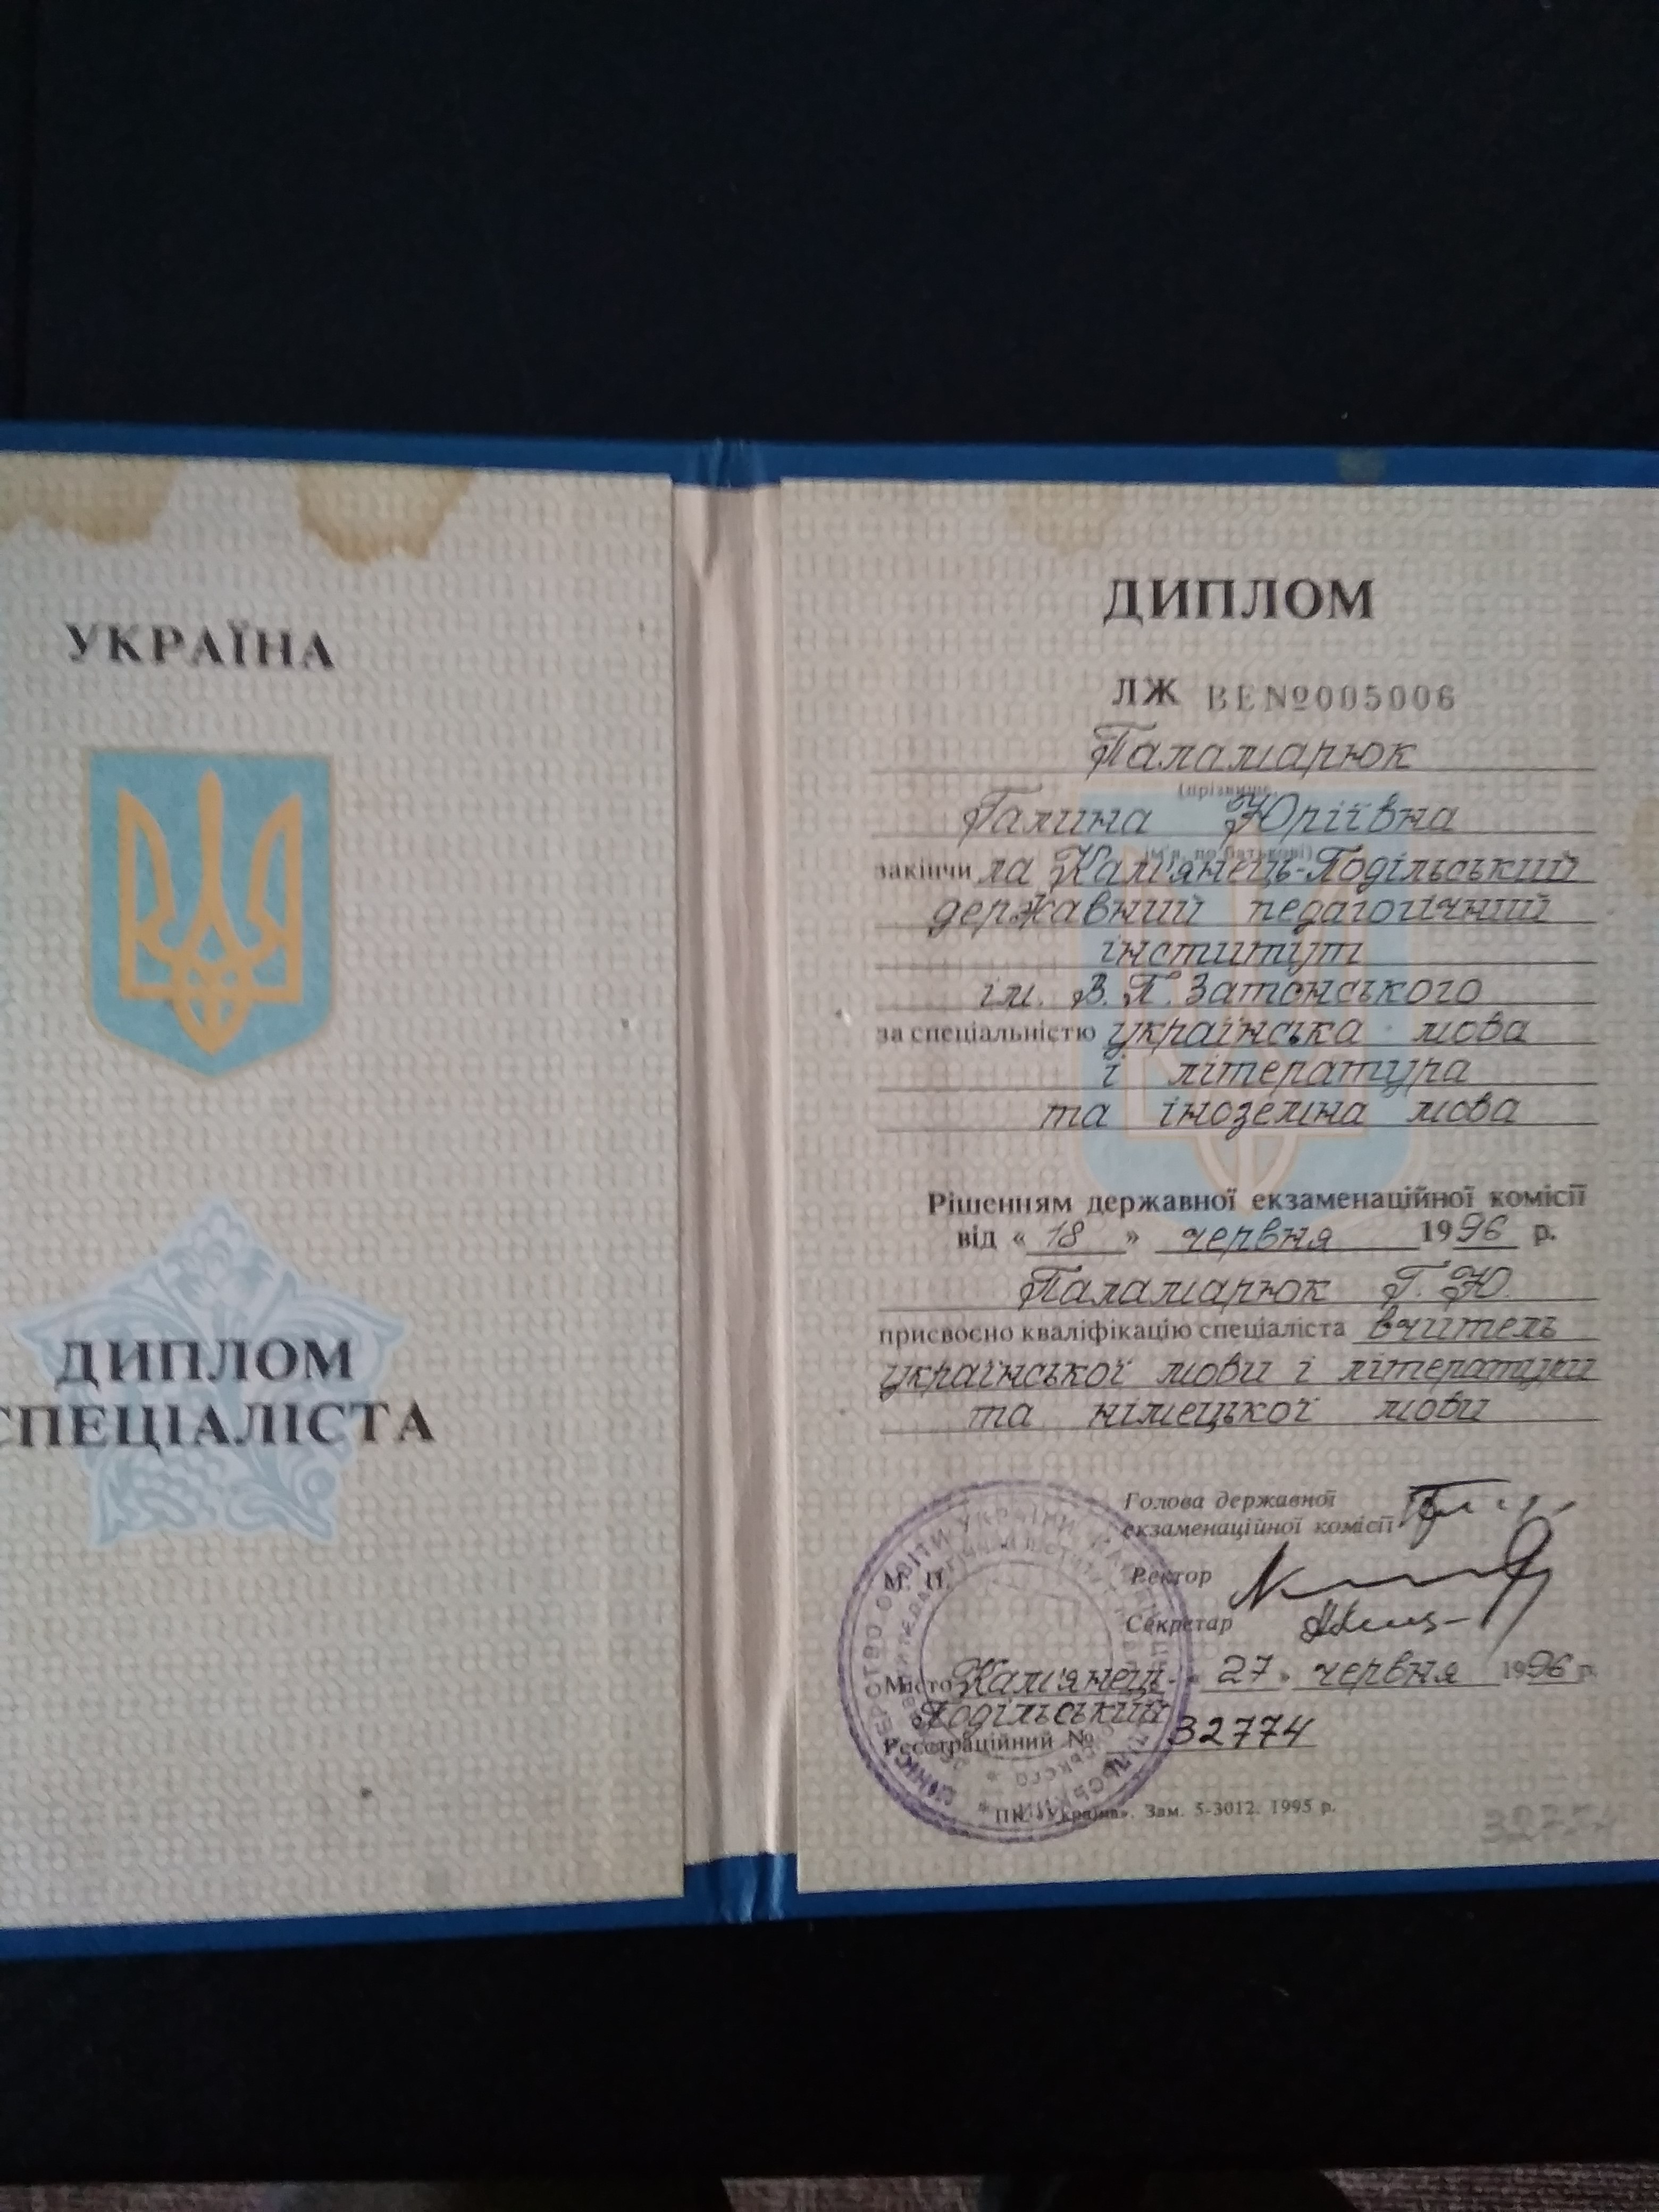 УКРАЇНА
ДИПЛОМ
СПЕЦІАЛІСТА
ДИПЛОМ
ЛЖ ВЕ№005006
Паламарюк
(прізвище,
Галина Юріївна
ім'я, по батькові)
закінчила Кам'янець-Подільський
державний педагогічний
інститут
ім. В.П. Затонського
за спеціальністю українська мова
і література
та іноземна мова
Рішенням державної екзаменаційної комісії
від « 18 » червня 1996 р.
Паламарюк Г. Ю.
присвоєно кваліфікацію спеціаліста вчитель
української мови і літератури
та німецької мови
Голова державної
екзаменаційної комісії
М. П.
Ректор
Секретар
Місто Кам'янець- « 27 » червня 1996 р.
Подільський
Реєстраційний № 32774
ПК «Україна». Зам. 5-3012. 1995 р.